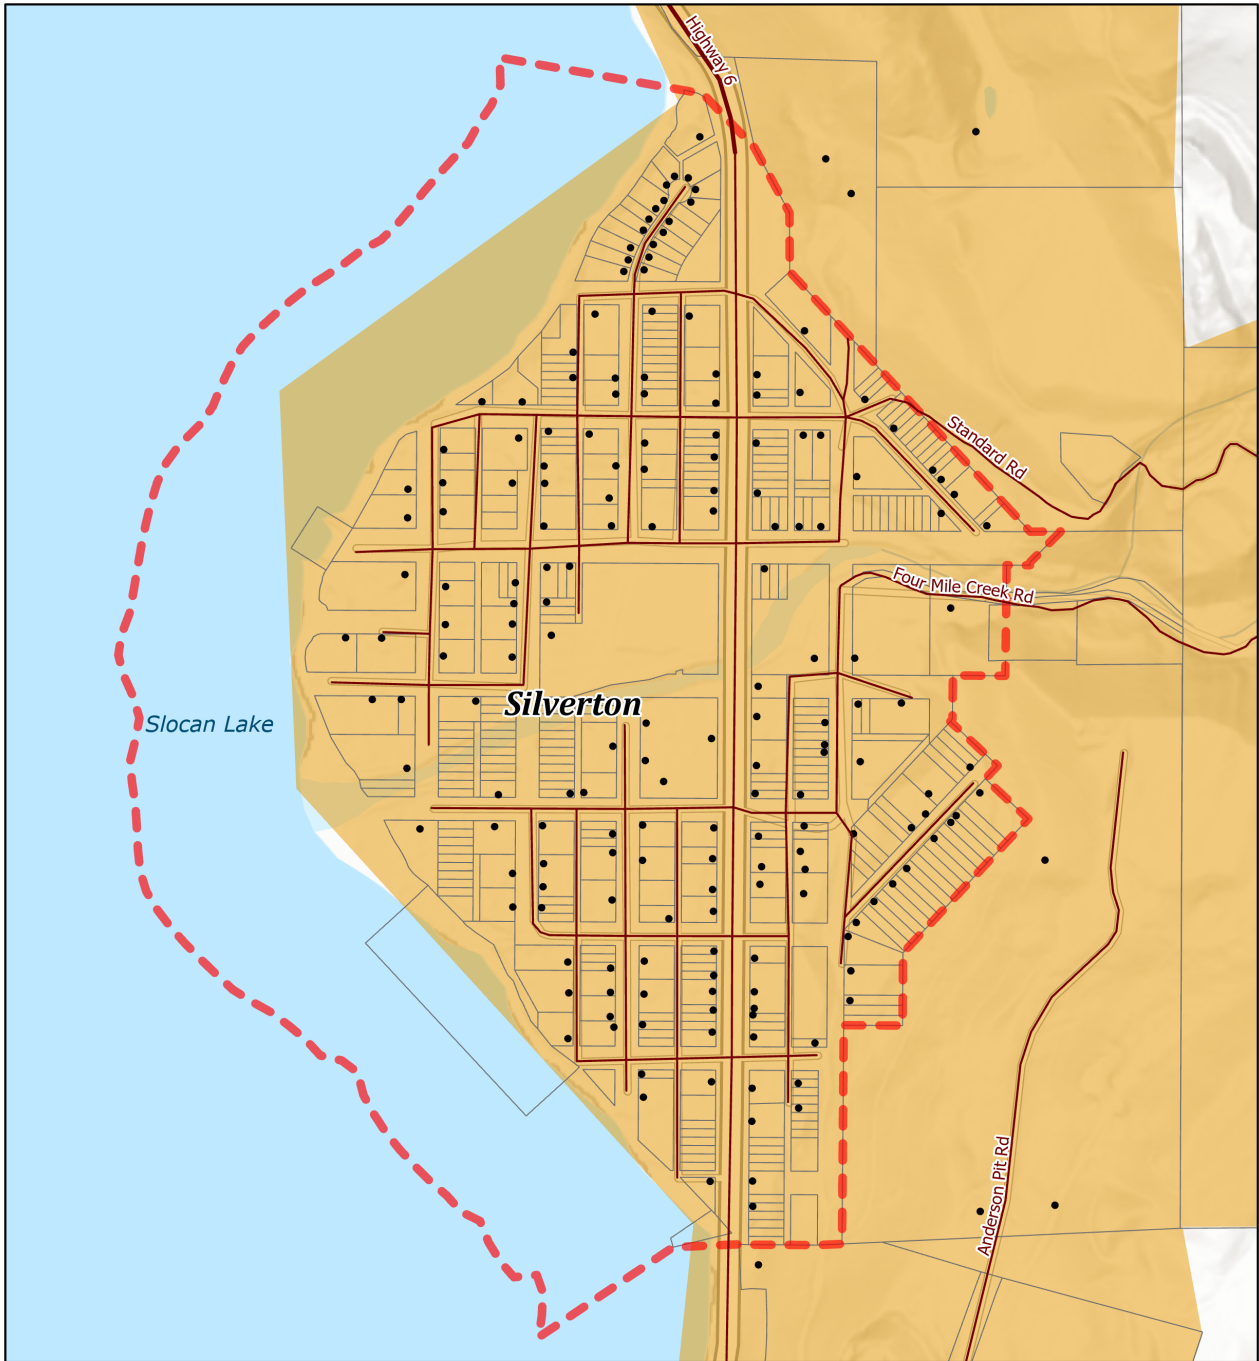 Highway 6
Standard Rd
Four Mile Creek Rd
Silverton
Slocan Lake
Anderson Pit Rd